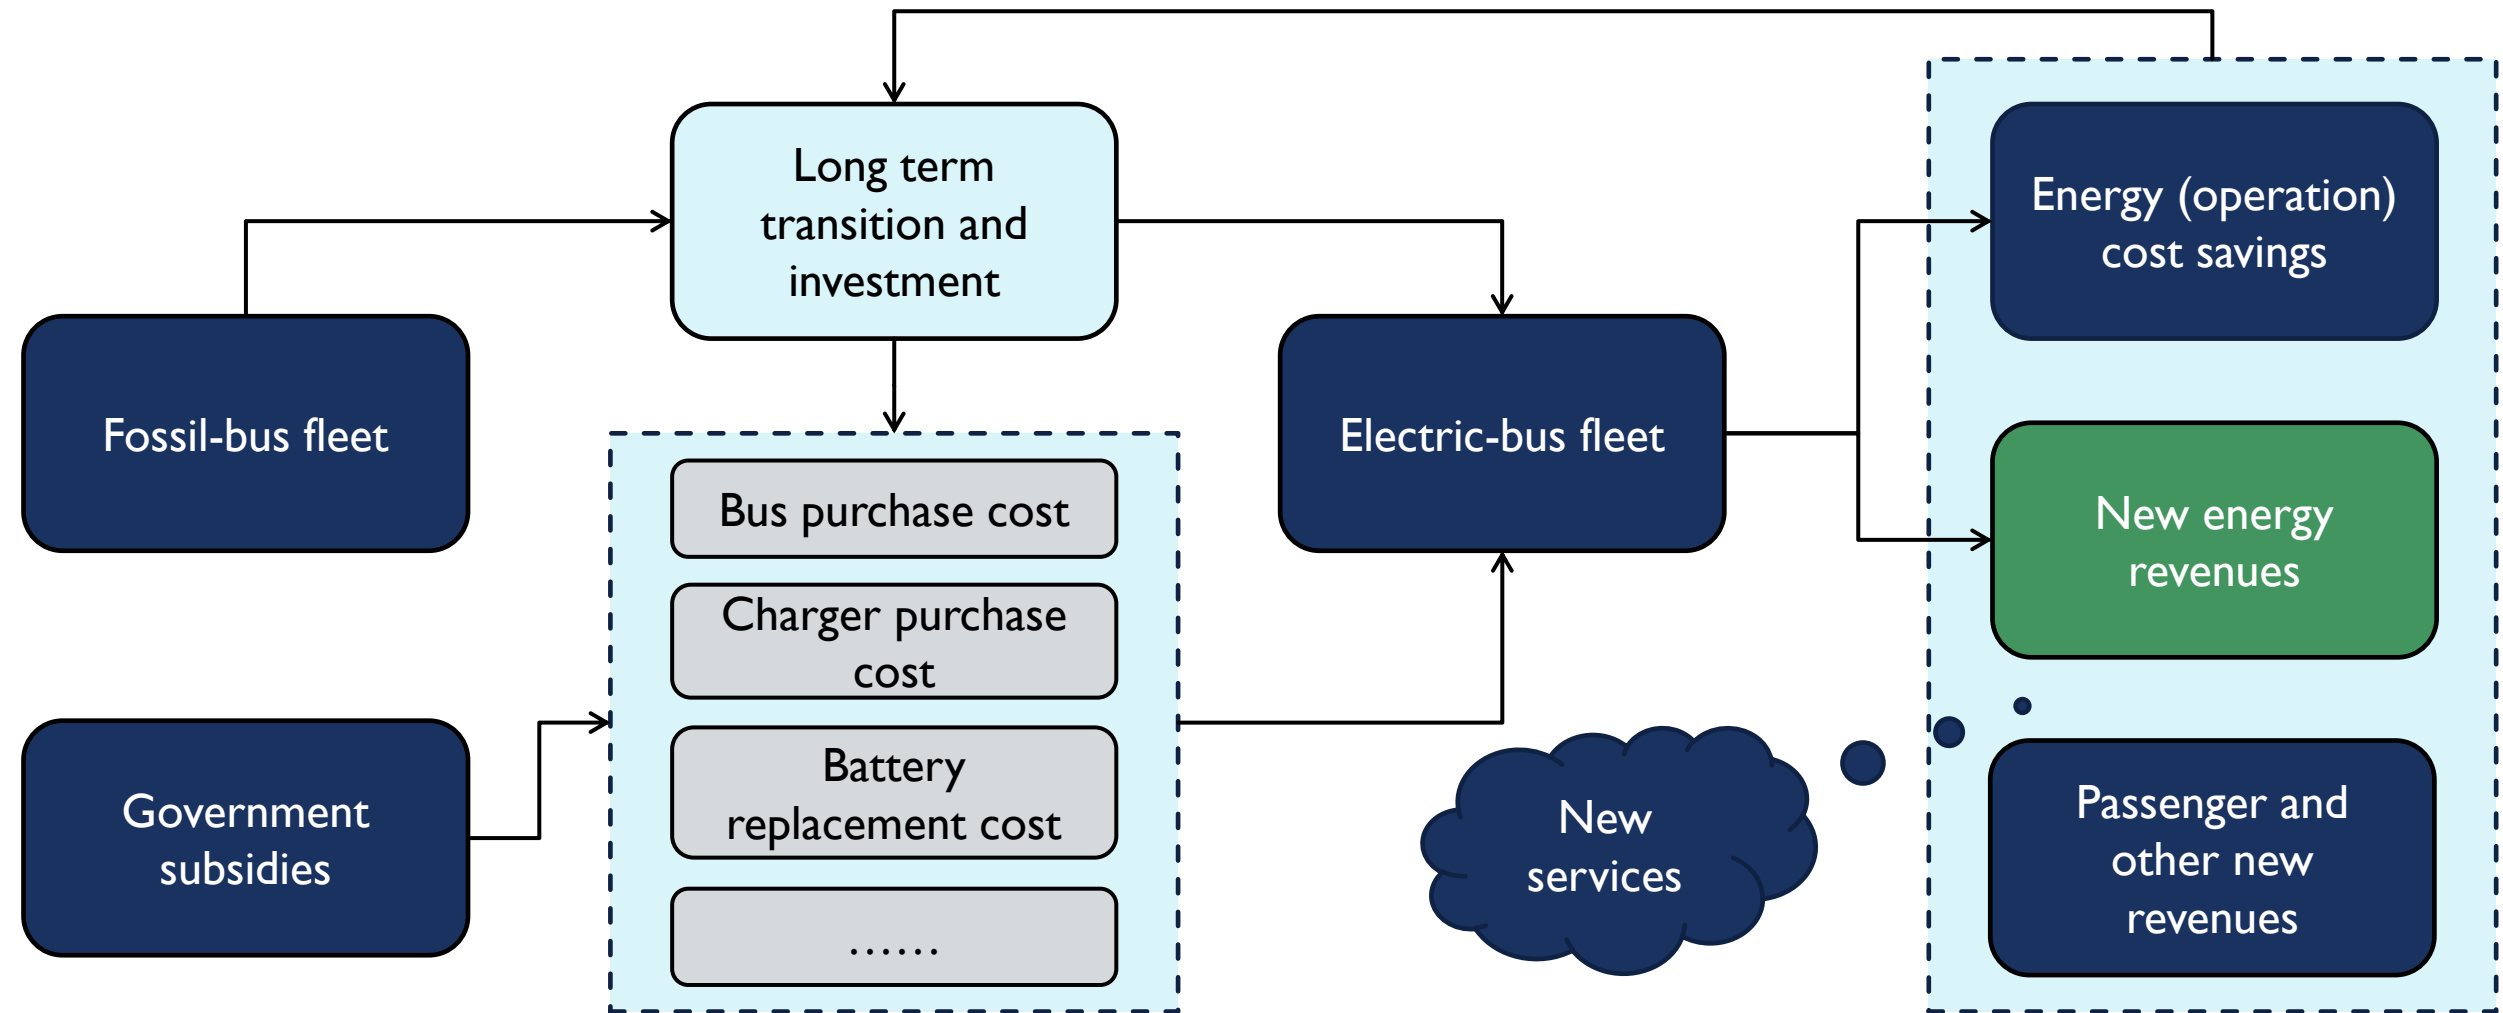 Long term
transition and
investment
Energy (operation)
cost savings
Fossil-bus fleet
Electric-bus fleet
Bus purchase cost
New energy
revenues
Charger purchase
cost
Battery
replacement cost
Government
subsidies
New
services
Passenger and
other new
revenues
......